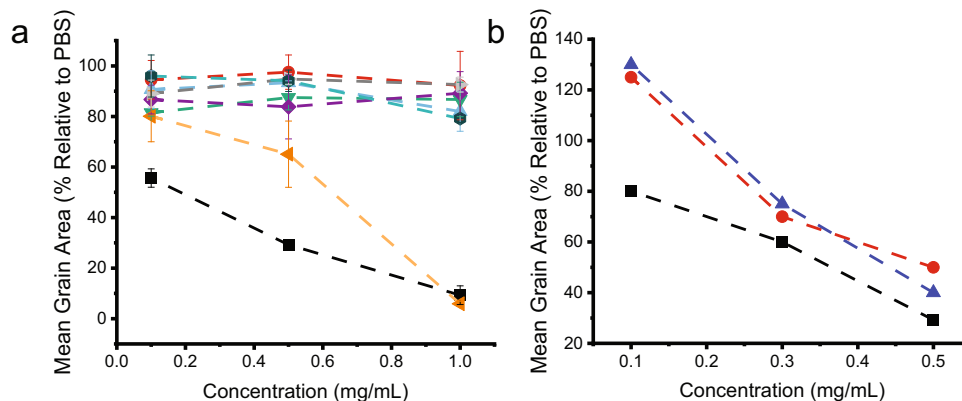 a
Mean Grain Area (% Relative to PBS)
100
80
60
40
20
0
0.0 0.2 0.4 0.6 0.8 1.0
Concentration (mg/mL)
b
Mean Grain Area (% Relative to PBS)
140
120
100
80
60
40
20
0.1 0.2 0.3 0.4 0.5
Concentration (mg/mL)